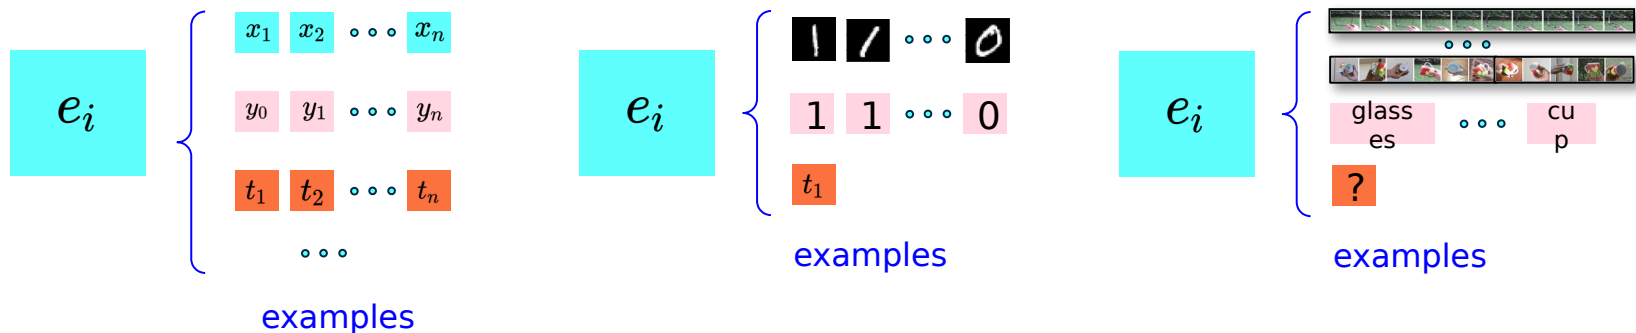 e_i
x_1 x_2 x_n
y_0 y_1 y_n
t_1 t_2 t_n
examples
e_i
1 1 0
t_1
examples
e_i
glass
es
cu
p
?
examples